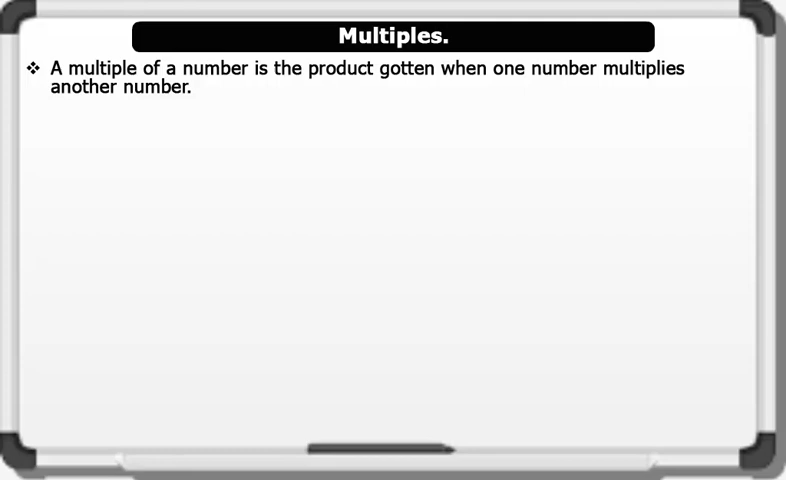 Multiples.
❖ A multiple of a number is the product gotten when one number multiplies
another number.